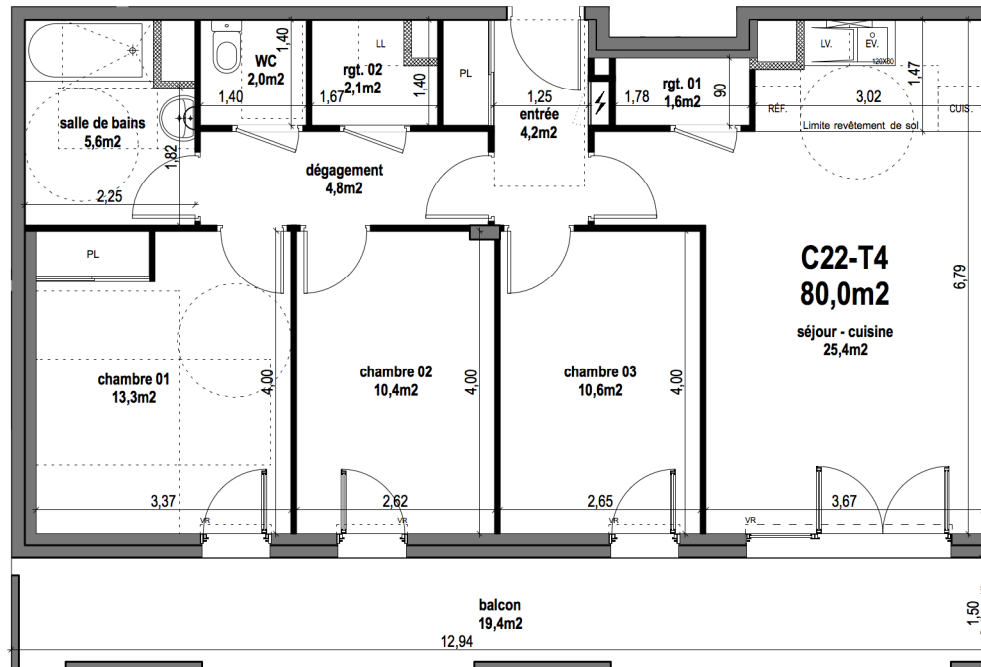 1,40
WC
2,0m2
1,40
LL
rgt. 02
2,1m2
1,67
1,40
PL
1,25
entrée
4,2m2
1,78
rgt. 01
1,6m2
90
LV.
EV.
120X60
1,47
RÉF.
3,02
CUIS.
Limite revêtement de sol
salle de bains
5,6m2
1,82
2,25
dégagement
4,8m2
PL
C22-T4
80,0m2
séjour - cuisine
25,4m2
6,79
chambre 01
13,3m2
4,00
chambre 02
10,4m2
4,00
chambre 03
10,6m2
4,00
3,37
VR
2,62
VR
2,65
VR
3,67
VR
balcon
19,4m2
12,94
1,50